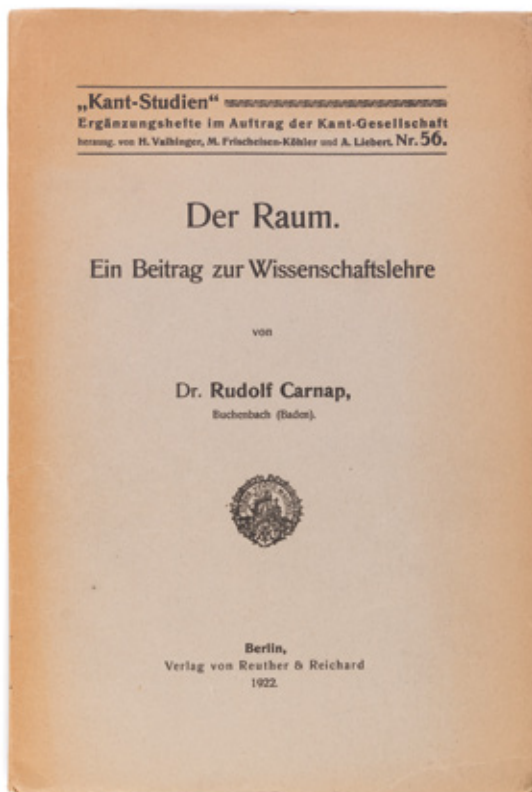 „Kant-Studien“
Ergänzungshefte im Auftrag der Kant-Gesellschaft
herausg. von H. Vaihinger, M. Frischeisen-Köhler und A. Liebert. Nr. 56.
Der Raum.
Ein Beitrag zur Wissenschaftslehre
von
Dr. Rudolf Carnap,
Buchenbach (Baden).
Berlin,
Verlag von Reuther & Reichard
1922.